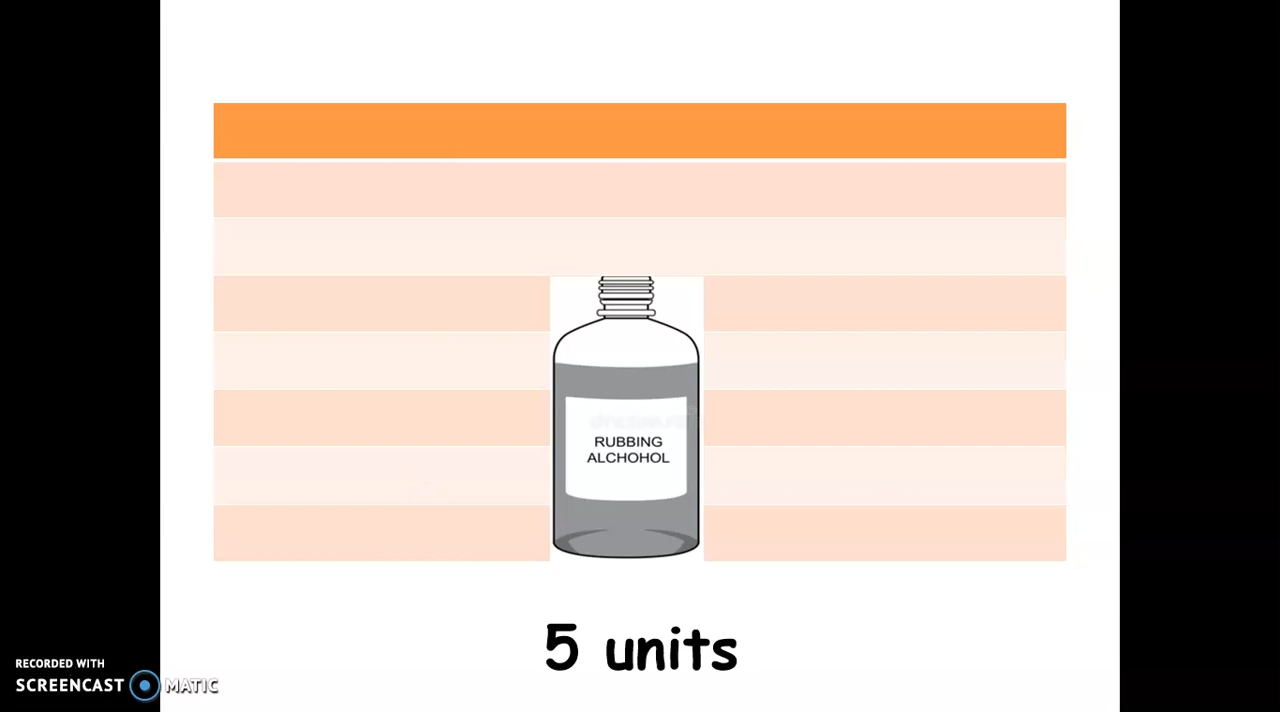 RUBBING
ALCHOHOL
5 units
RECORDED WITH
SCREENCAST MATIC